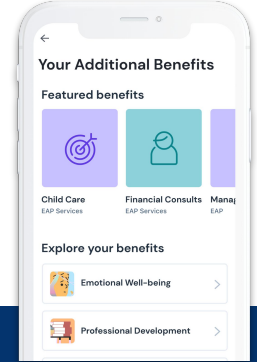 Your Additional Benefits
Featured benefits
Child Care
Financial Consults
EAP Services
EAP Services
EAP
Explore your benefits
Emotional Well-being
Professional Development